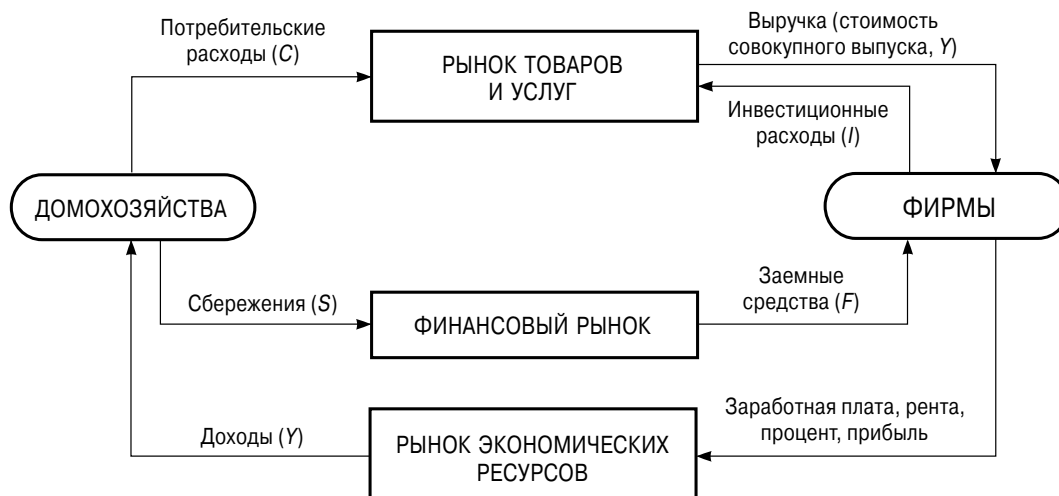 Потребительские
расходы (C)
РЫНОК ТОВАРОВ
И УСЛУГ
Выручка (стоимость
совокупного выпуска, Y)
Инвестиционные
расходы (I)
ДОМОХОЗЯЙСТВА
ФИРМЫ
Сбережения (S)
ФИНАНСОВЫЙ РЫНОК
Заемные
средства (F)
Доходы (Y)
РЫНОК ЭКОНОМИЧЕСКИХ
РЕСУРСОВ
Заработная плата, рента,
процент, прибыль